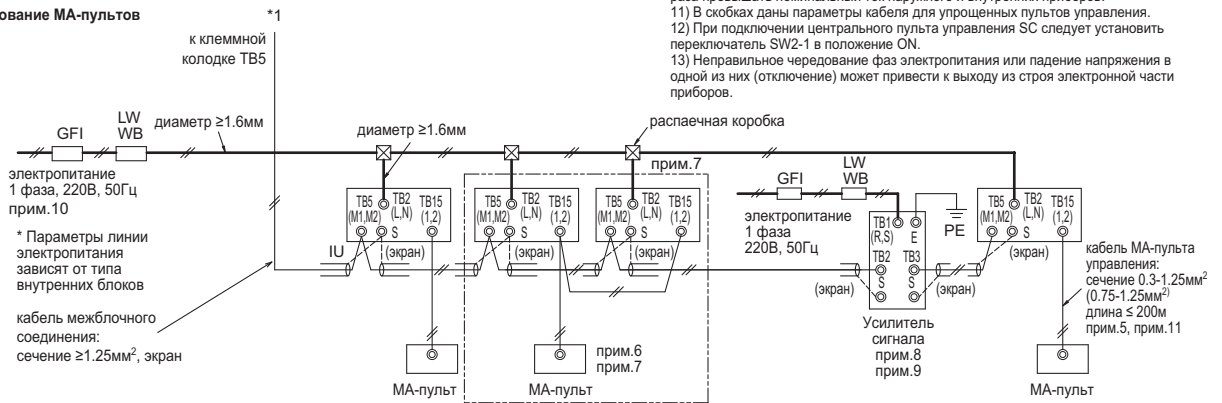 раза превышать номинальный ток наружного и внутренних приборов.
11) В скобках даны параметры кабеля для упрощенных пультов управления.
12) При подключении центрального пульта управления SC следует установить
переключатель SW2-1 в положение ON.
13) Неправильное чередование фаз электропитания или падение напряжения в
одной из них (отключение) может привести к выходу из строя электронной части
приборов.
ование МА-пультов
*1
к клеммной
колодке TB5
GFI
LW
WB
диаметр ≥1.6мм
диаметр ≥1.6мм
распаечная коробка
прим.7
электропитание
1 фаза, 220В, 50Гц
прим.10
* Параметры линии
электропитания
зависят от типа
внутренних блоков
кабель межблочного
соединения:
сечение ≥1.25мм², экран
IU
TB5
(M1,M2)
TB2
(L,N)
TB15
(1,2)
S
(экран)
МА-пульт
TB5
(M1,M2)
TB2
(L,N)
TB15
(1,2)
S
(экран)
МА-пульт
прим.6
прим.7
TB5
(M1,M2)
TB2
(L,N)
TB15
(1,2)
S
(экран)
GFI
LW
WB
электропитание
1 фаза
220В, 50Гц
TB1
(R,S)
E
PE
TB2
S
TB3
S
(экран)
(экран)
Усилитель
сигнала
прим.8
прим.9
TB5
(M1,M2)
TB2
(L,N)
TB15
(1,2)
S
(экран)
МА-пульт
кабель МА-пульта
управления:
сечение 0.3-1.25мм²
(0.75-1.25мм²)
длина ≤ 200м
прим.5, прим.11